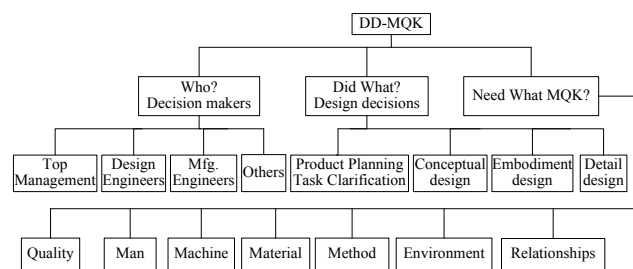 DD-MQK
Who?
Decision makers
Did What?
Design decisions
Need What MQK?
Top
Management
Design
Engineers
Mfg.
Engineers
Others
Product Planning
Task Clarification
Conceptual
design
Embodiment
design
Detail
design
Quality
Man
Machine
Material
Method
Environment
Relationships